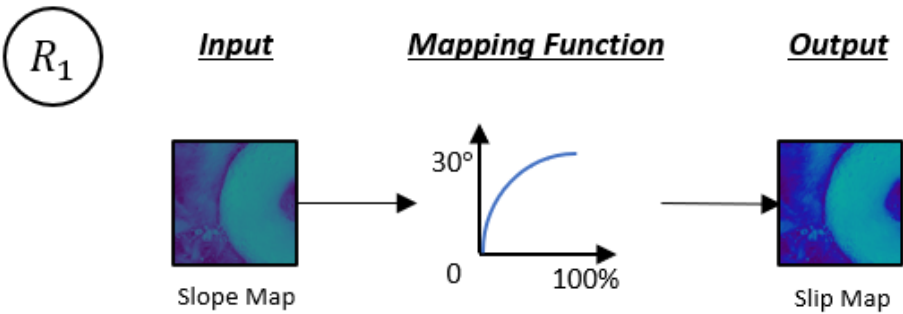 R1
Input
Mapping Function
Output
30°
0
100%
Slope Map
Slip Map